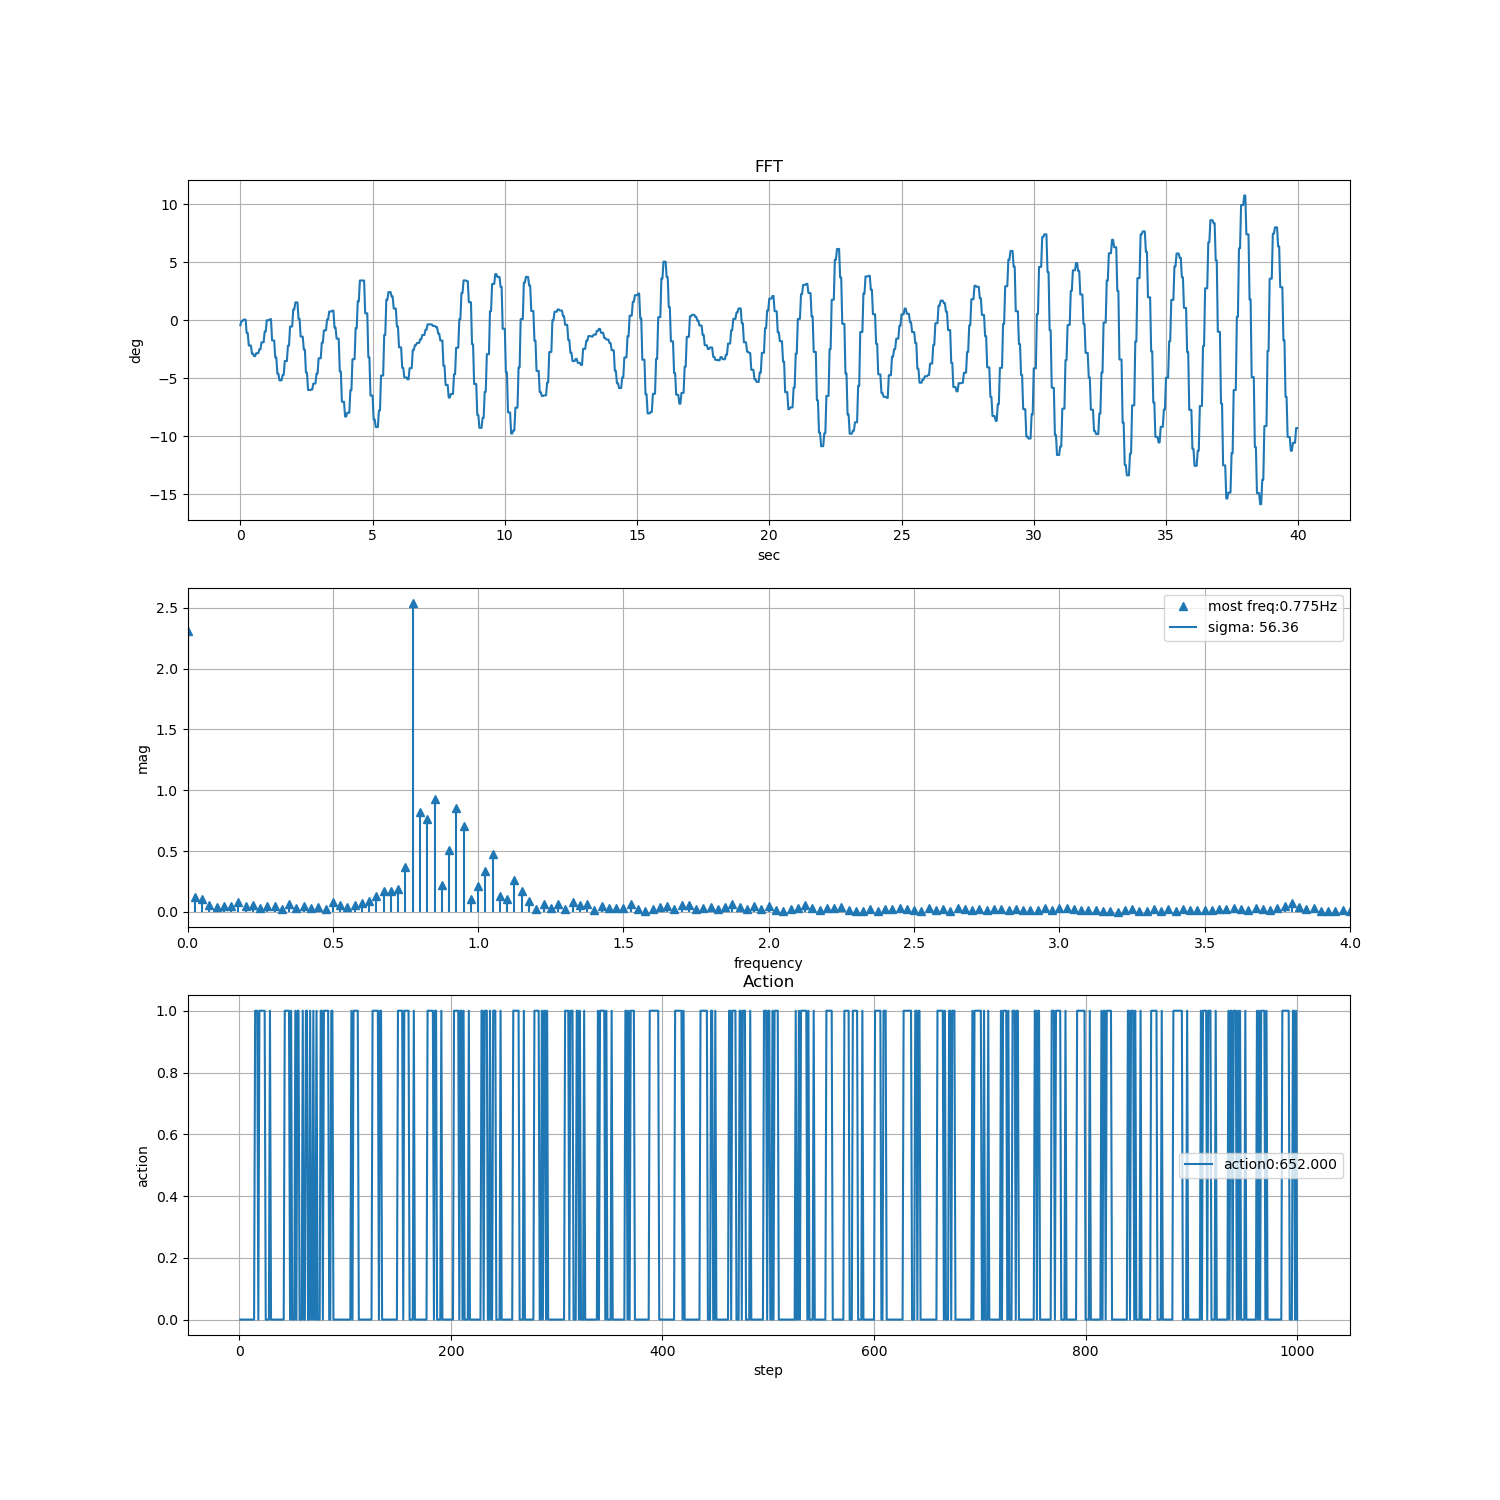 FFT
10
5
0
−5
−10
−15
deg
0 5 10 15 20 25 30 35 40
sec
2.5
2.0
1.5
1.0
0.5
0.0
mag
most freq:0.775Hz
sigma: 56.36
0.0 0.5 1.0 1.5 2.0 2.5 3.0 3.5 4.0
frequency
Action
1.0
0.8
0.6
0.4
0.2
0.0
action
action0:652.000
0 200 400 600 800 1000
step